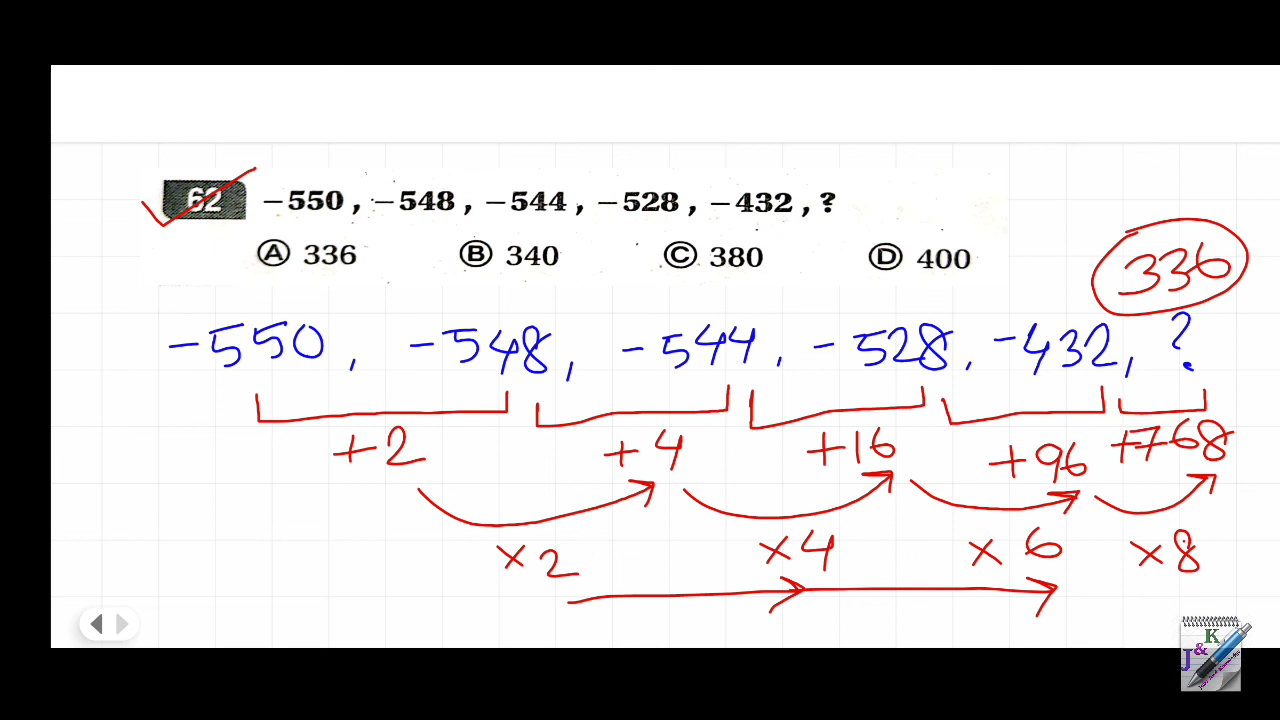 62 -550 , -548 , -544 , -528 , -432 , ?
Ⓐ 336 Ⓑ 340 Ⓒ 380 Ⓓ 400
336
-550, -548, -544, -528, -432, ?
+2 +4 +16 +96 +768
×2 ×4 ×6 ×8
J&K